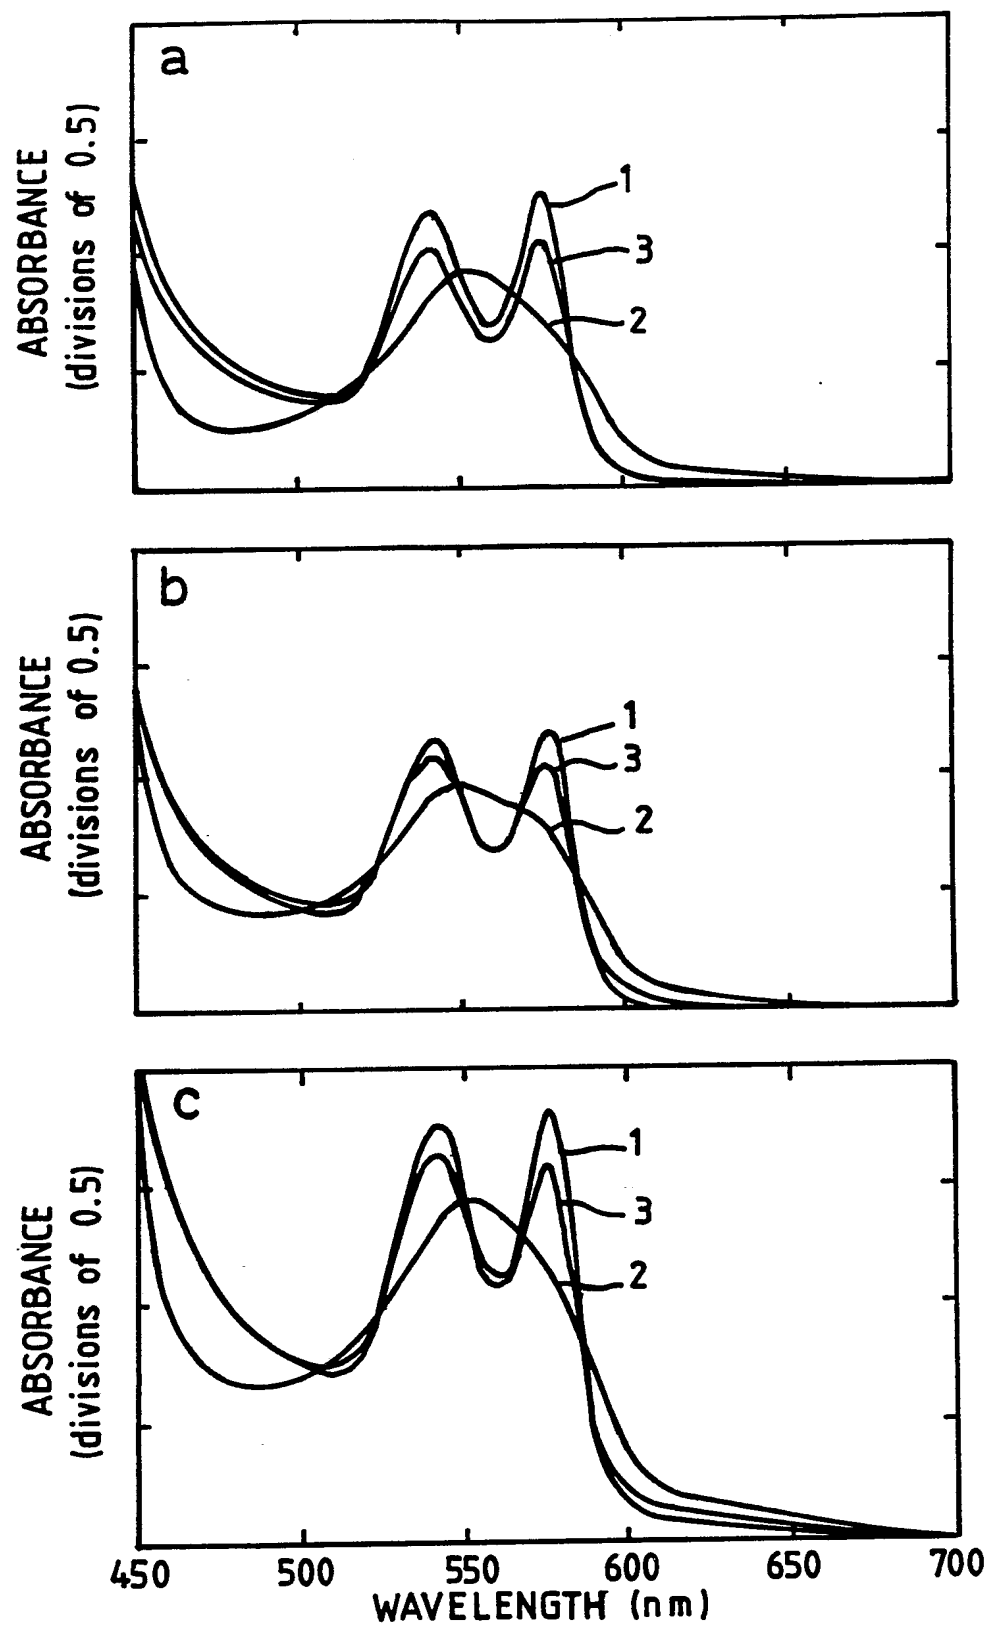 a
ABSORBANCE
(divisions of 0.5)
1
3
2
b
ABSORBANCE
(divisions of 0.5)
1
3
2
c
ABSORBANCE
(divisions of 0.5)
1
3
2
450 500 550 600 650 700
WAVELENGTH (nm)